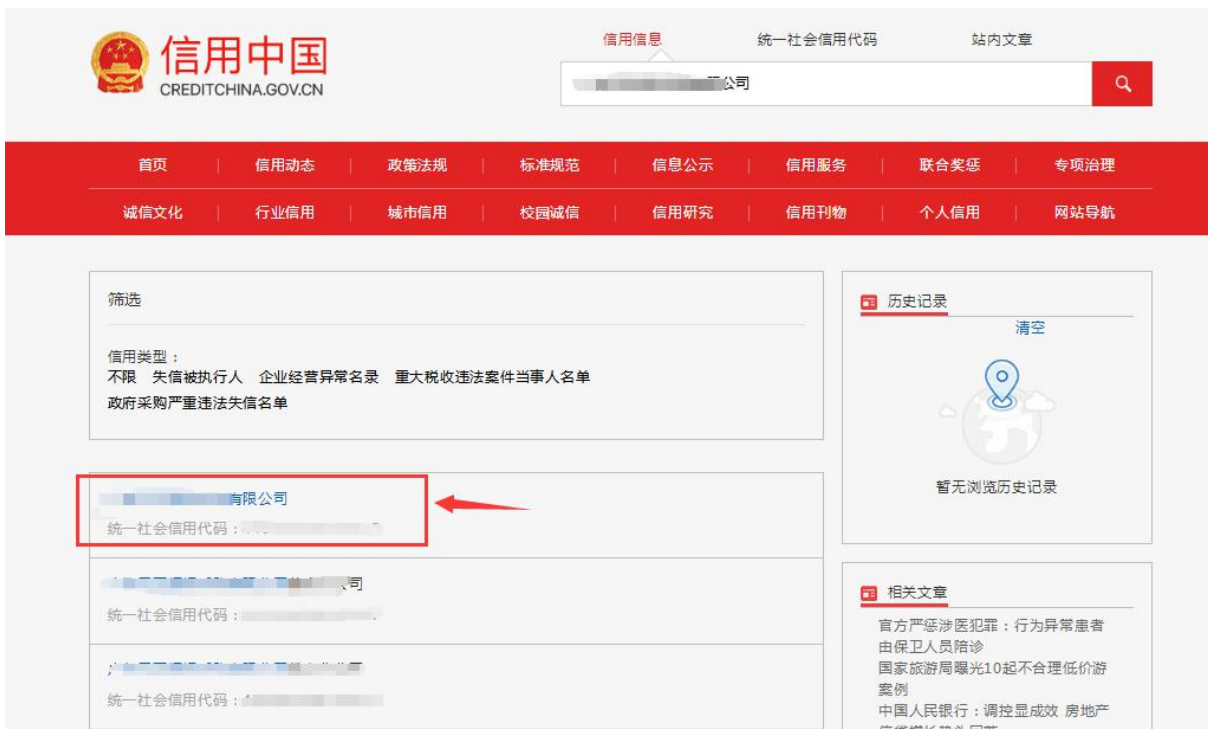 信用信息 统一社会信用代码 站内文章
信用中国
CREDITCHINA.GOV.CN
公司
首页 信用动态 政策法规 标准规范 信息公示 信用服务 联合奖惩 专项治理
诚信文化 行业信用 城市信用 校园诚信 信用研究 信用刊物 个人信用 网站导航
筛选
信用类型：
不限 失信被执行人 企业经营异常名录 重大税收违法案件当事人名单
政府采购严重违法失信名单
有限公司
统一社会信用代码：
司
统一社会信用代码：
统一社会信用代码：
历史记录
清空
暂无浏览历史记录
相关文章
官方严惩涉医犯罪：行为异常患者
由保卫人员陪诊
国家旅游局曝光10起不合理低价游
案例
中国人民银行：调控显成效 房地产